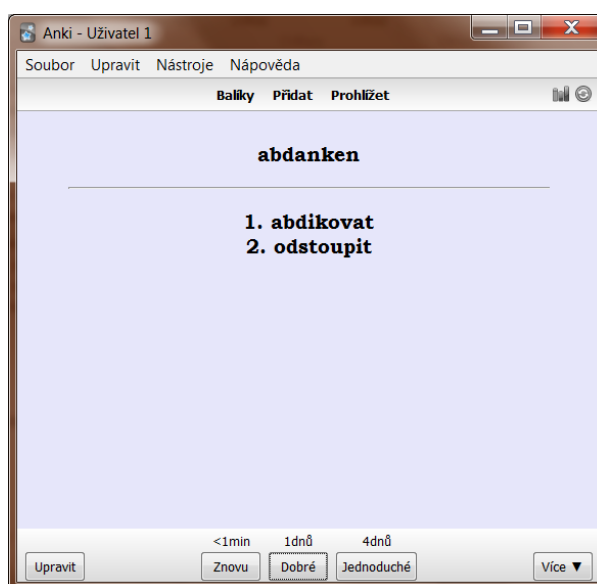 Anki - Uživatel 1
Soubor Upravit Nástroje Nápověda
Balíky Přidat Prohlížet
abdanken
1. abdikovat
2. odstoupit
<1min 1dnů 4dnů
Upravit Znovu Dobré Jednoduché Více ▼